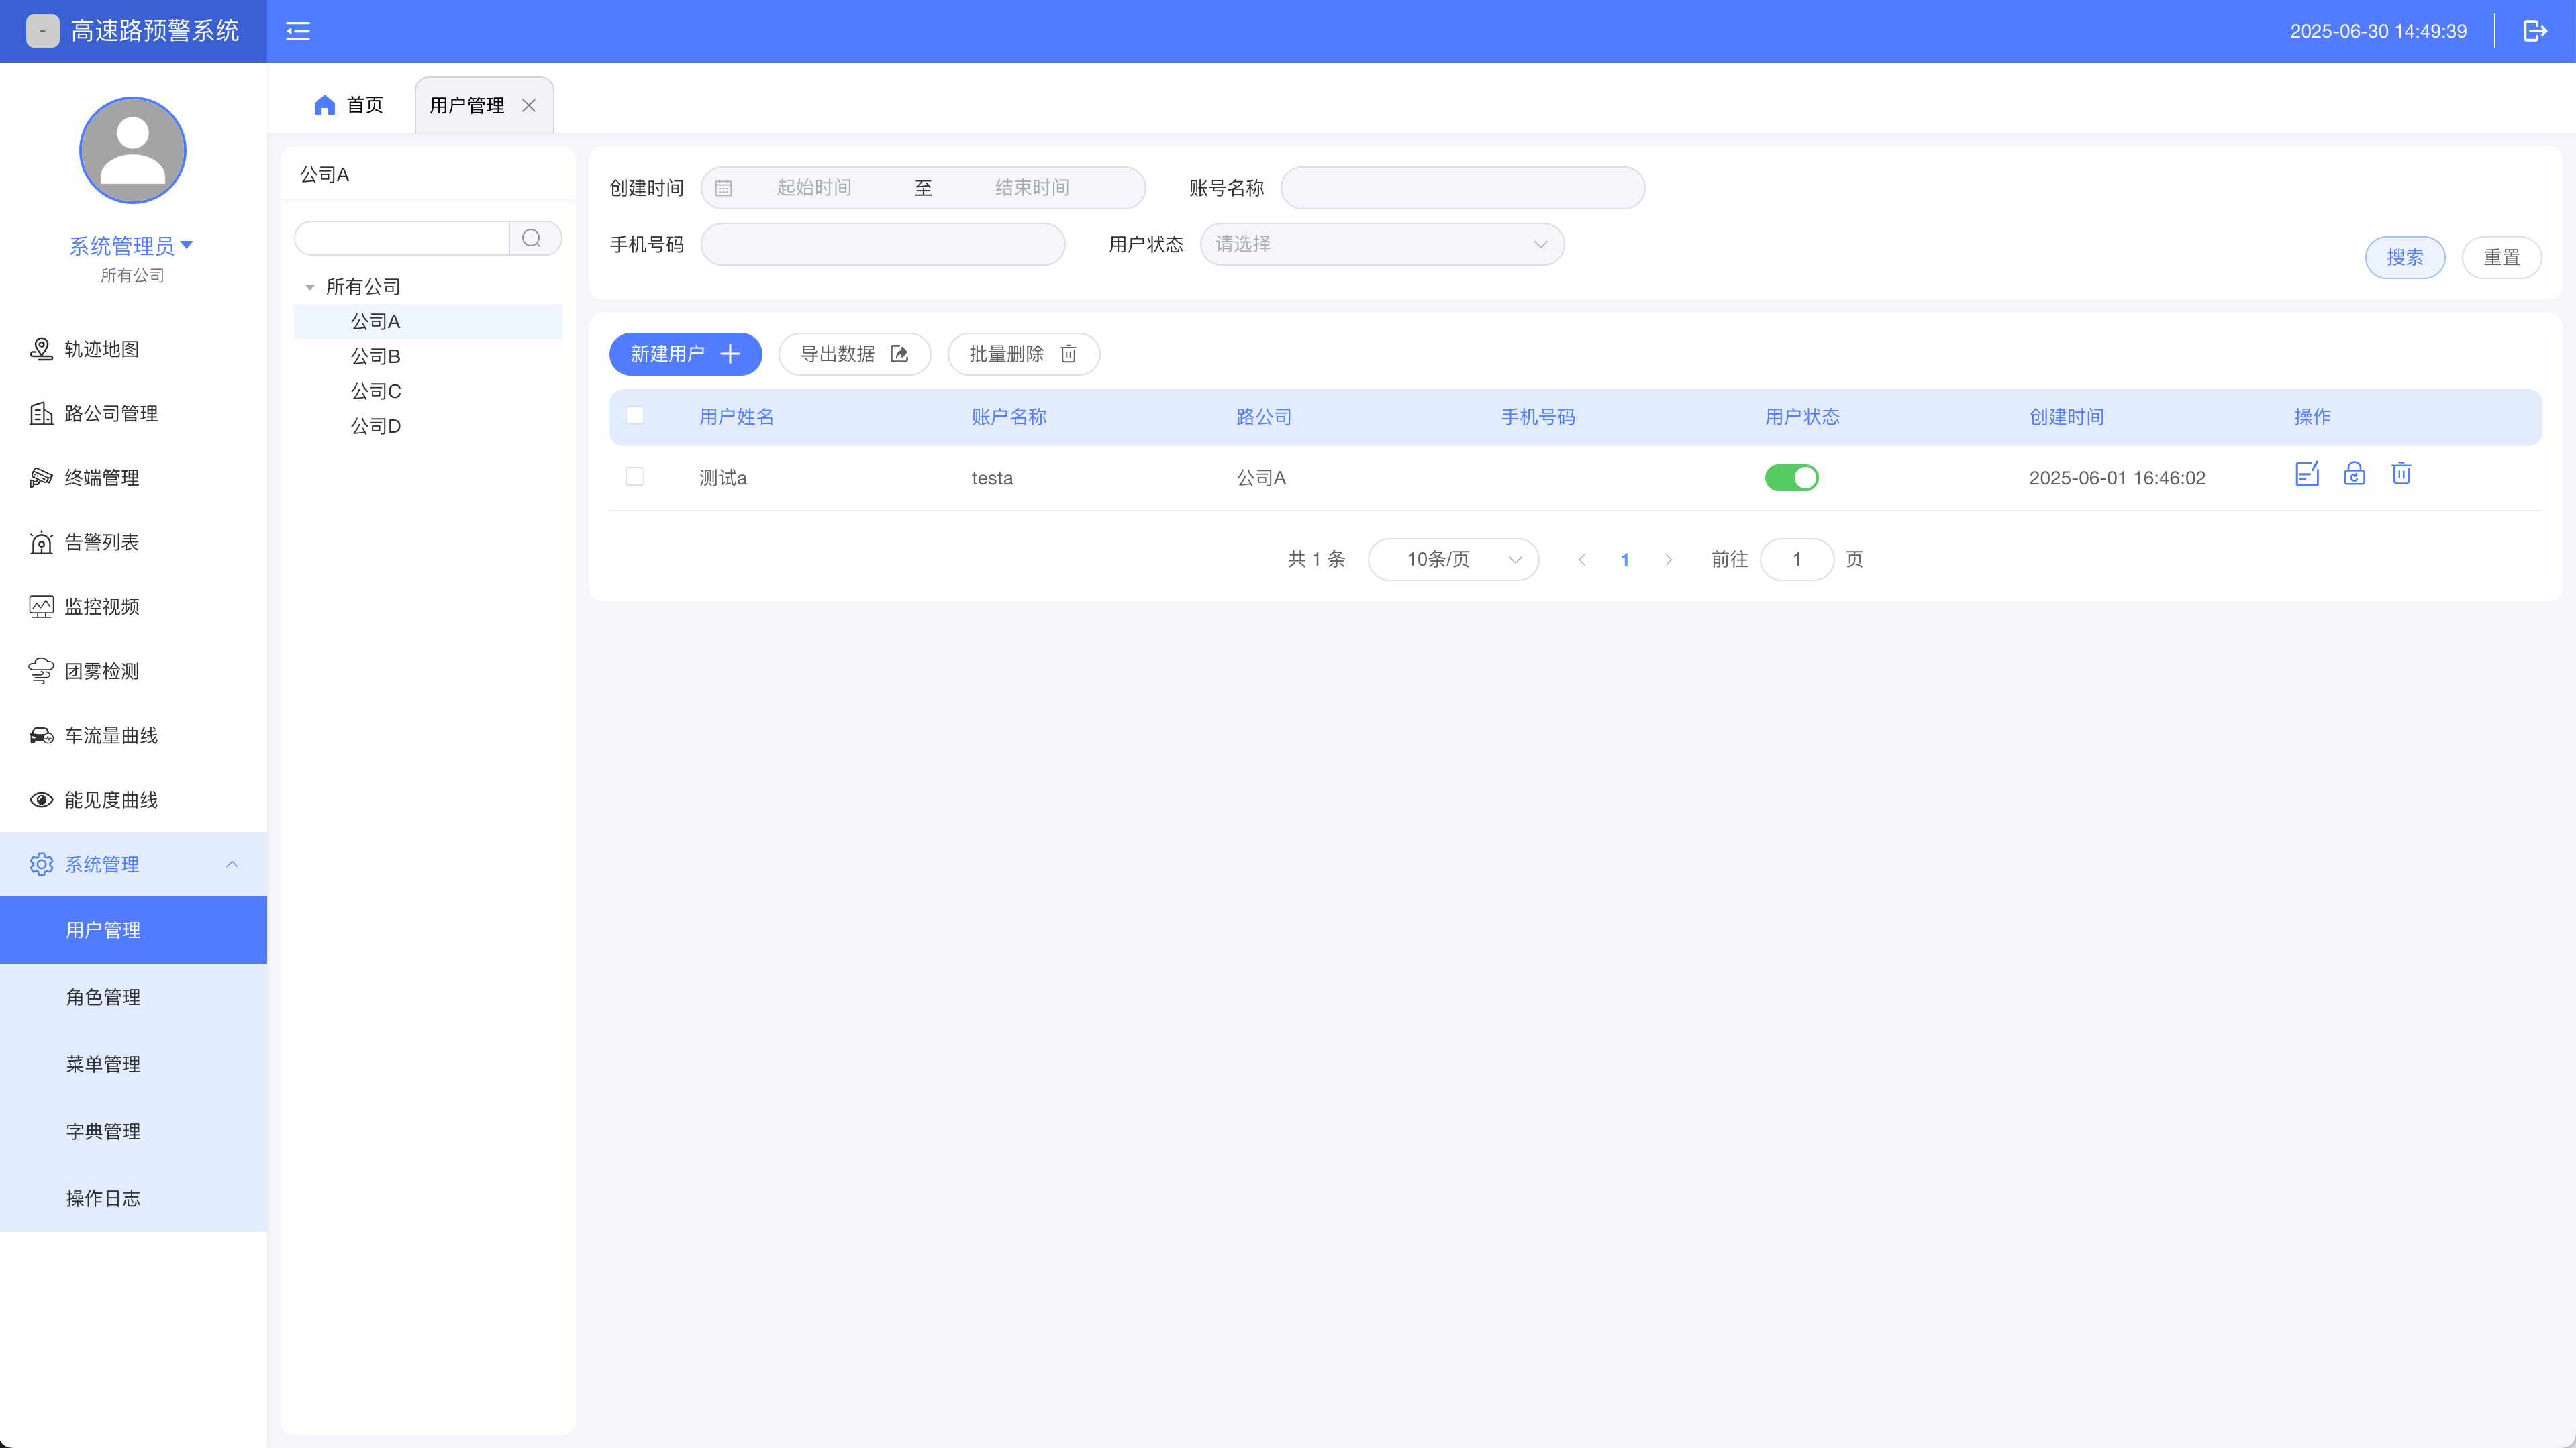 - 高速路预警系统
2025-06-30 14:49:39
系统管理员
所有公司
轨迹地图
路公司管理
终端管理
告警列表
监控视频
团雾检测
车流量曲线
能见度曲线
系统管理
用户管理
角色管理
菜单管理
字典管理
操作日志
首页 用户管理
公司A
所有公司
公司A
公司B
公司C
公司D
创建时间 起始时间 至 结束时间 账号名称
手机号码 用户状态 请选择
搜索 重置
新建用户 导出数据 批量删除
用户姓名 账户名称 路公司 手机号码 用户状态 创建时间 操作
测试a testa 公司A 2025-06-01 16:46:02
共 1 条 10条/页 1 前往 1 页